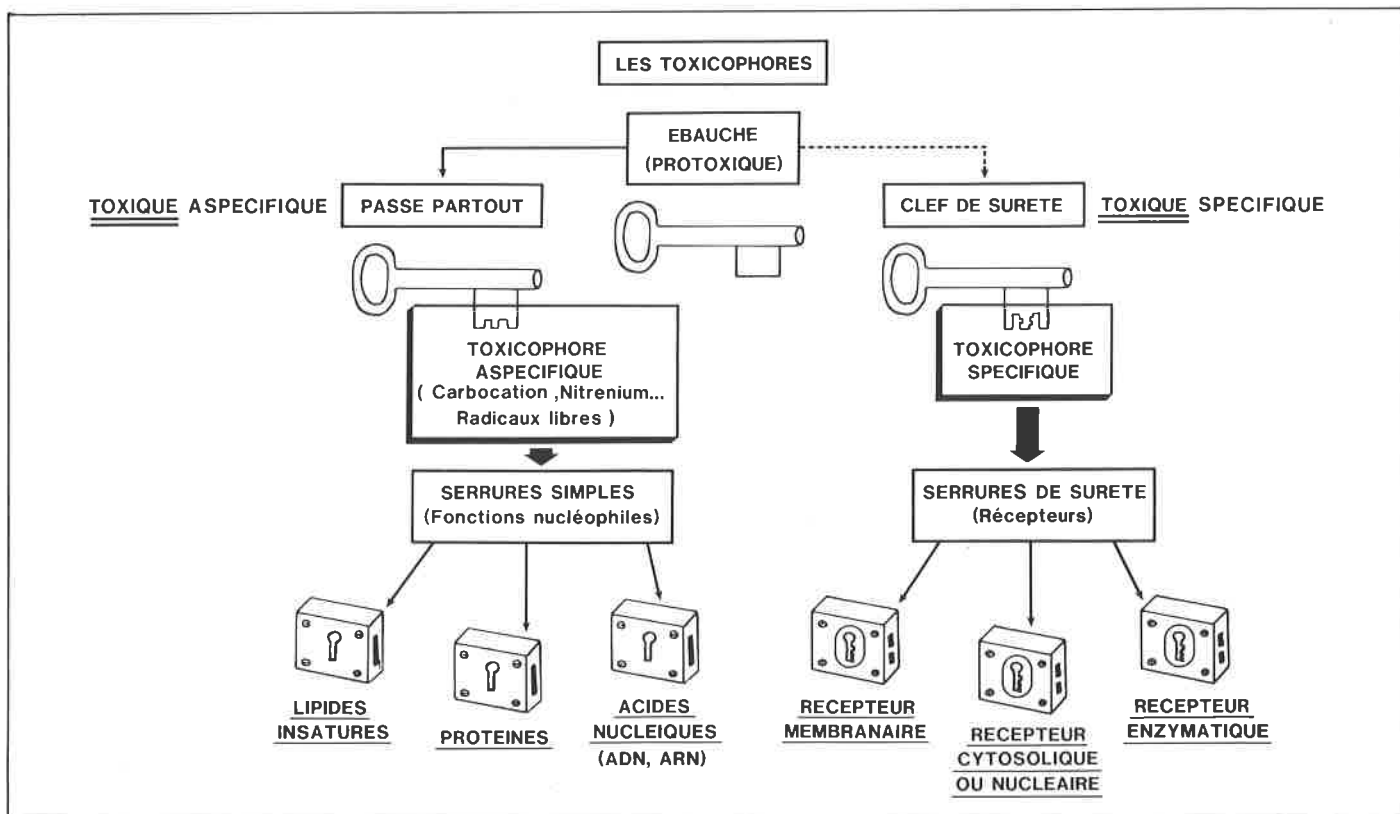 LES TOXICOPHORES
EBAUCHE
(PROTOXIQUE)
TOXIQUE ASPECIFIQUE
PASSE PARTOUT
CLEF DE SURETE
TOXIQUE SPECIFIQUE
TOXICOPHORE
ASPECIFIQUE
( Carbocation ,Nitrenium...
Radicaux libres )
TOXICOPHORE
SPECIFIQUE
SERRURES SIMPLES
(Fonctions nucléophiles)
SERRURES DE SURETE
(Récepteurs)
LIPIDES
INSATURES
PROTEINES
ACIDES
NUCLEIQUES
(ADN, ARN)
RECEPTEUR
MEMBRANAIRE
RECEPTEUR
CYTOSOLIQUE
OU NUCLEAIRE
RECEPTEUR
ENZYMATIQUE